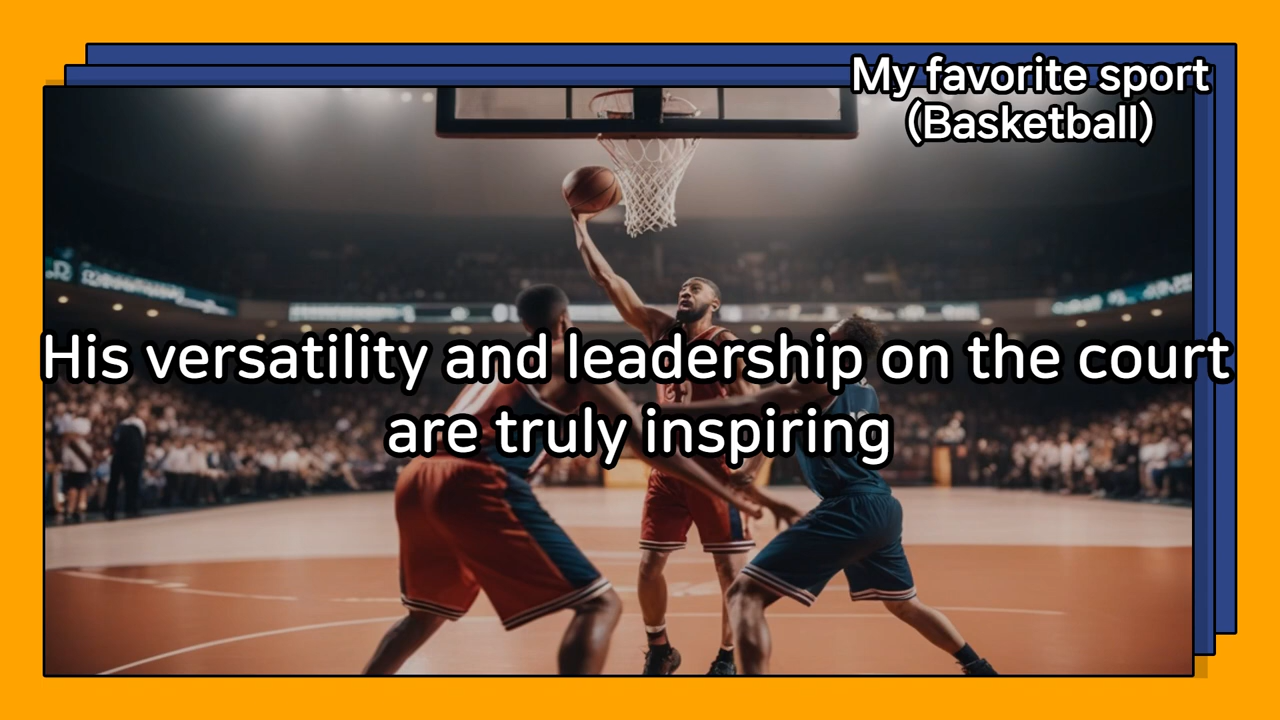 My favorite sport
(Basketball)
His versatility and leadership on the court
are truly inspiring